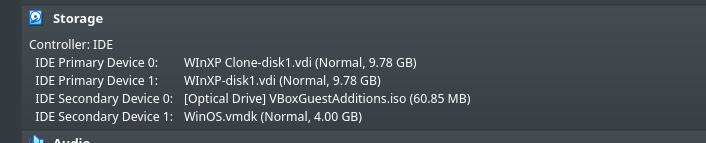 Storage
Controller: IDE
IDE Primary Device 0: WInXP Clone-disk1.vdi (Normal, 9.78 GB)
IDE Primary Device 1: WInXP-disk1.vdi (Normal, 9.78 GB)
IDE Secondary Device 0: [Optical Drive] VBoxGuestAdditions.iso (60.85 MB)
IDE Secondary Device 1: WinOS.vmdk (Normal, 4.00 GB)
Audio